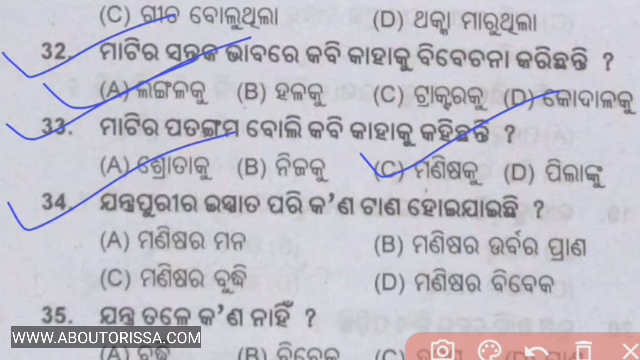 (C) ଗୀତ ବୋଲୁଥିଲା (D) ଥକ୍କା ମାରୁଥିଲା
32. ମାଟିର ସନ୍ତକ ଭାବରେ କବି କାହାକୁ ବିବେଚନା କରିଛନ୍ତି ?
(A) ଲଙ୍ଗଳକୁ (B) ହଳକୁ (C) ଟ୍ରାକ୍ଟରକୁ (D) କୋଦାଳକୁ
33. ମାଟିର ପତଙ୍ଗମ ବୋଲି କବି କାହାକୁ କହିଛନ୍ତି ?
(A) ଶ୍ରୋତାକୁ (B) ନିଜକୁ (C) ମଣିଷକୁ (D) ପିଲାଙ୍କୁ
34. ଯନ୍ତ୍ରପୁରୀର ଇସ୍ପାତ ପରି କ'ଣ ଟାଣ ହୋଇଯାଇଛି ?
(A) ମଣିଷର ମନ (B) ମଣିଷର ଉର୍ବର ପ୍ରାଣ
(C) ମଣିଷର ବୁଦ୍ଧି (D) ମଣିଷର ବିବେକ
35. ଯନ୍ତ୍ର ତଳେ କ'ଣ ନାହିଁ ?
WWW.ABOUTORISSA.COM
(A) ବୁଦ୍ଧି (B) ବିବେକ (C)